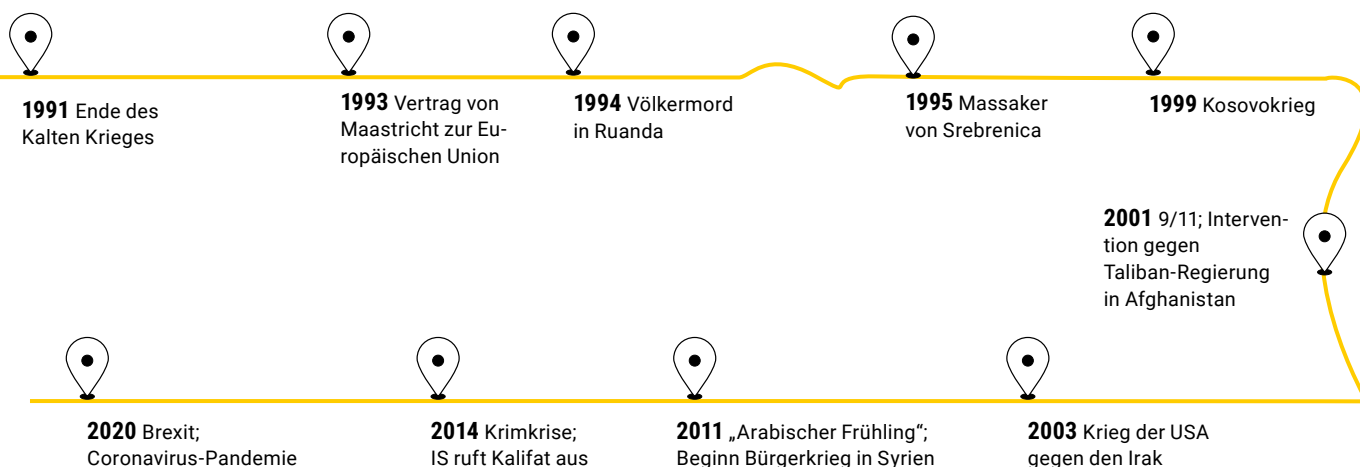 1991 Ende des
Kalten Krieges
1993 Vertrag von
Maastricht zur Eu-
ropäischen Union
1994 Völkermord
in Ruanda
1995 Massaker
von Srebrenica
1999 Kosovokrieg
2001 9/11; Interven-
tion gegen
Taliban-Regierung
in Afghanistan
2003 Krieg der USA
gegen den Irak
2011 „Arabischer Frühling“;
Beginn Bürgerkrieg in Syrien
2014 Krimkrise;
IS ruft Kalifat aus
2020 Brexit;
Coronavirus-Pandemie